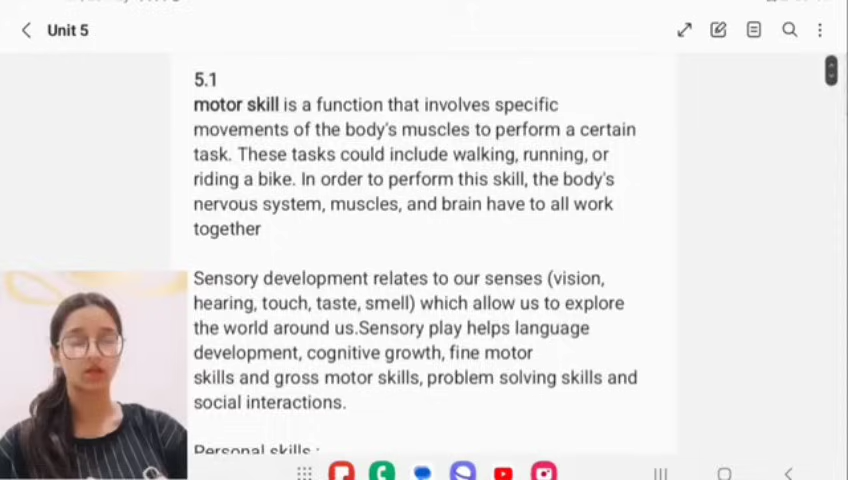 Unit 5
5.1
motor skill is a function that involves specific
movements of the body's muscles to perform a certain
task. These tasks could include walking, running, or
riding a bike. In order to perform this skill, the body's
nervous system, muscles, and brain have to all work
together
Sensory development relates to our senses (vision,
hearing, touch, taste, smell) which allow us to explore
the world around us.Sensory play helps language
development, cognitive growth, fine motor
skills and gross motor skills, problem solving skills and
social interactions.
Personal skills :